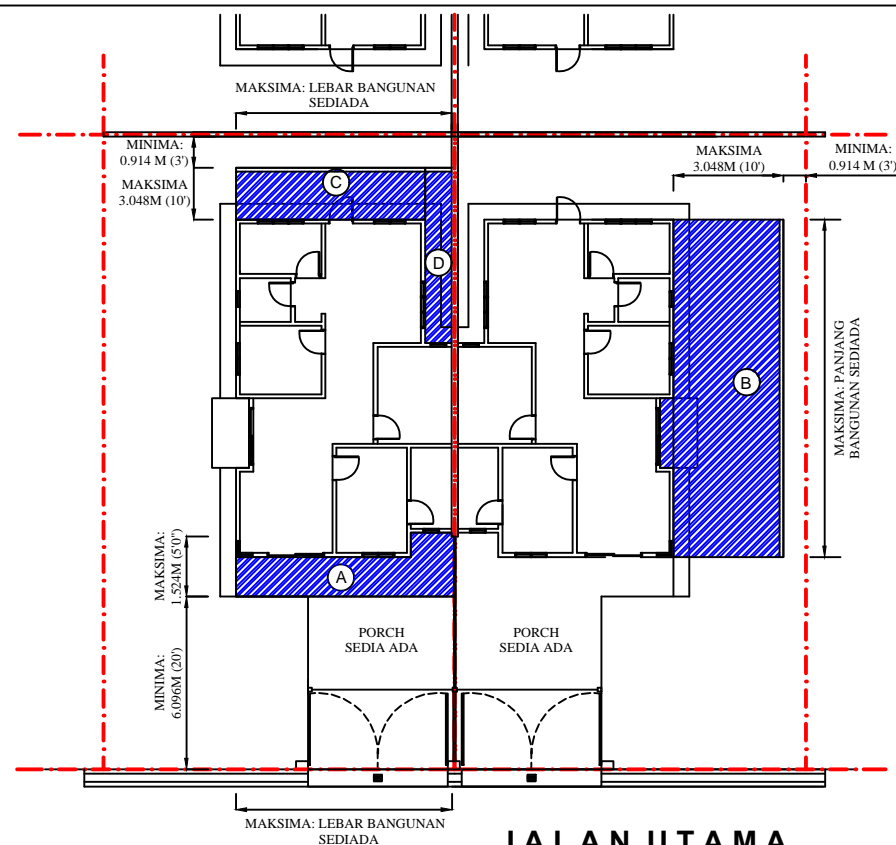 MAKSIMA: LEBAR BANGUNAN
SEDIADA
MINIMA:
0.914 M (3')
MAKSIMA
3.048M (10')
MAKSIMA
3.048M (10')
MINIMA:
0.914 M (3')
C
D
B
MAKSIMA: PANJANG
BANGUNAN SEDIADA
MAKSIMA:
1.524M (5'0")
A
MINIMA:
6.096M (20')
PORCH
SEDIA ADA
PORCH
SEDIA ADA
MAKSIMA: LEBAR BANGUNAN
SEDIADA
JALAN UTAMA